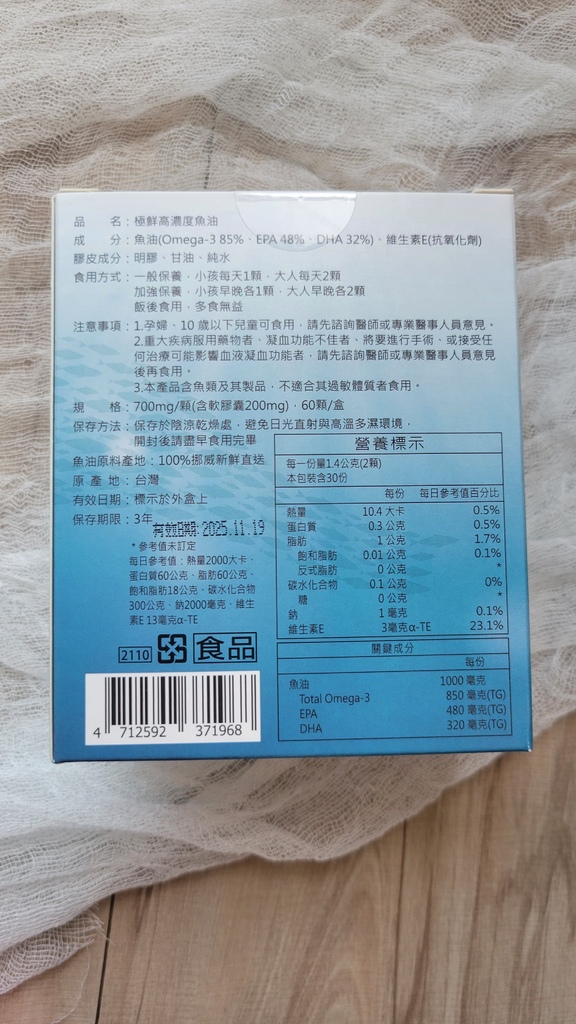 品　　名：極鮮高濃度魚油
成　　分：魚油(Omega-3 85%、EPA 48%、DHA 32%)、維生素E(抗氧化劑)
膠皮成分：明膠、甘油、純水
食用方式：一般保養，小孩每天1顆，大人每天2顆
加強保養，小孩早晚各1顆，大人早晚各2顆
飯後食用，多食無益
注意事項：1.孕婦、10 歲以下兒童可食用，請先諮詢醫師或專業醫事人員意見。
2.重大疾病服用藥物者、凝血功能不佳者、將要進行手術、或接受任
何治療可能影響血液凝血功能者，請先諮詢醫師或專業醫事人員意見
後再食用。
3.本產品含魚類及其製品，不適合其過敏體質者食用。
規　　格：700mg/顆(含軟膠囊200mg)，60顆/盒
保存方法：保存於陰涼乾燥處，避免日光直射與高溫多濕環境，
開封後請盡早食用完畢
魚油原料產地：100%挪威新鮮直送
原 產 地：台灣
有效日期：標示於外盒上
保存期限：3年
有效日期:2025.11.19
*參考值未訂定
每日參考值：熱量2000大卡、
蛋白質60公克、脂肪60公克、
飽和脂肪18公克、碳水化合物
300公克、鈉2000毫克、維生
素E 13毫克α-TE
2110 食品
4 712592 371968
營養標示
每一份量1.4公克(2顆)
本包裝含30份
每份 每日參考值百分比
熱量 10.4 大卡 0.5%
蛋白質 0.3 公克 0.5%
脂肪 1 公克 1.7%
飽和脂肪 0.01 公克 0.1%
反式脂肪 0 公克 *
碳水化合物 0.1 公克 0%
糖 0 公克 *
鈉 1 毫克 0.1%
維生素E 3毫克α-TE 23.1%
關鍵成分
每份
魚油 1000 毫克
Total Omega-3 850 毫克(TG)
EPA 480 毫克(TG)
DHA 320 毫克(TG)